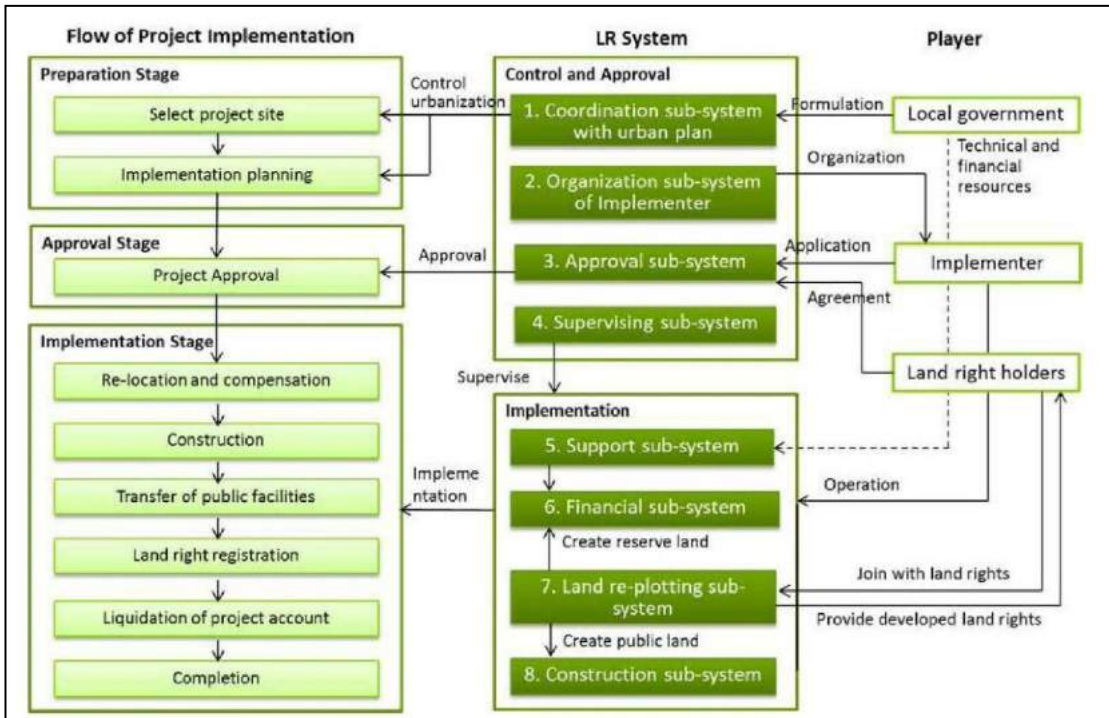 Flow of Project Implementation
LR System
Player
Preparation Stage
Select project site
Implementation planning
Approval Stage
Project Approval
Implementation Stage
Re-location and compensation
Construction
Transfer of public facilities
Land right registration
Liquidation of project account
Completion
Control
urbanization
Approval
Supervise
Impleme
ntation
Control and Approval
1. Coordination sub-system
with urban plan
2. Organization sub-system
of Implementer
3. Approval sub-system
4. Supervising sub-system
Implementation
5. Support sub-system
6. Financial sub-system
Create reserve land
7. Land re-plotting sub-
system
Create public land
8. Construction sub-system
Formulation
Local government
Technical and
financial
resources
Organization
Application
Implementer
Agreement
Land right holders
Operation
Join with land rights
Provide developed land rights